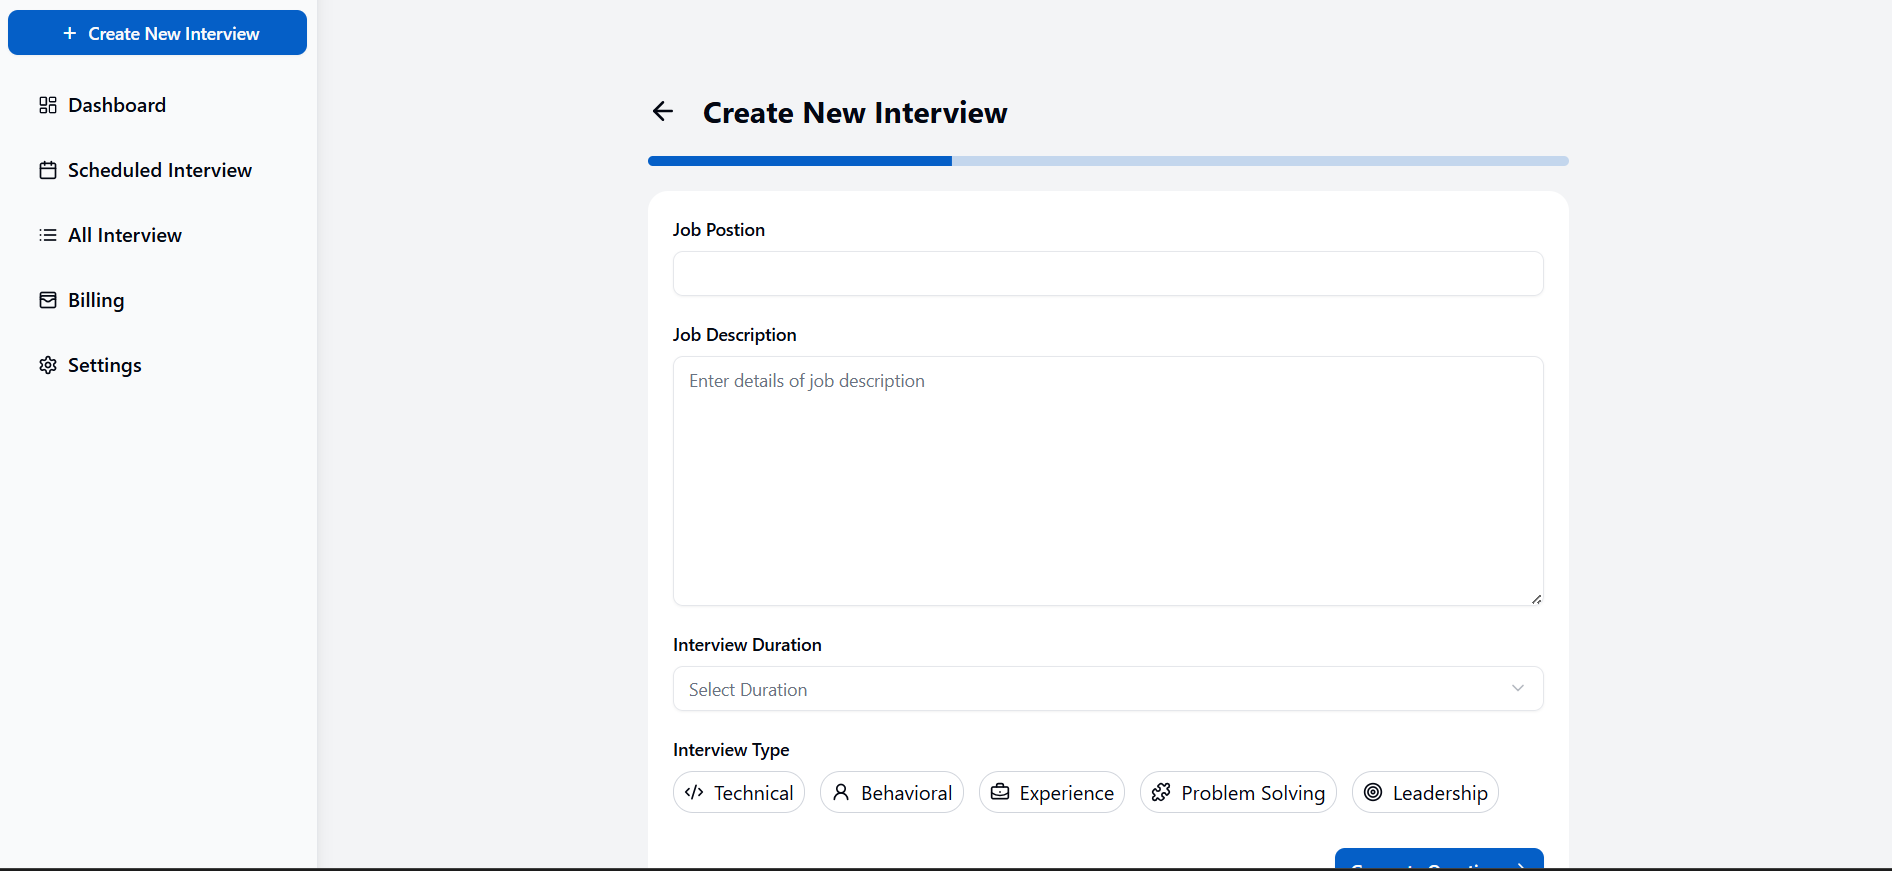 Create New Interview
Dashboard
Scheduled Interview
All Interview
Billing
Settings
Create New Interview
Job Postion
Job Description
Enter details of job description
Interview Duration
Select Duration
Interview Type
Technical
Behavioral
Experience
Problem Solving
Leadership